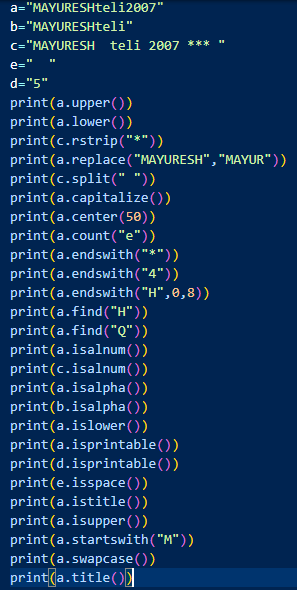 a="MAYURESHteli2007"
b="MAYURESHteli"
c="MAYURESH  teli 2007 *** "
e="  "
d="5"
print(a.upper())
print(a.lower())
print(c.rstrip("*"))
print(a.replace("MAYURESH","MAYUR"))
print(c.split(" "))
print(a.capitalize())
print(a.center(50))
print(a.count("e"))
print(a.endswith("*"))
print(a.endswith("4"))
print(a.endswith("H",0,8))
print(a.find("H"))
print(a.find("Q"))
print(a.isalnum())
print(c.isalnum())
print(a.isalpha())
print(b.isalpha())
print(a.islower())
print(a.isprintable())
print(d.isprintable())
print(e.isspace())
print(a.istitle())
print(a.isupper())
print(a.startswith("M"))
print(a.swapcase())
print(a.title())